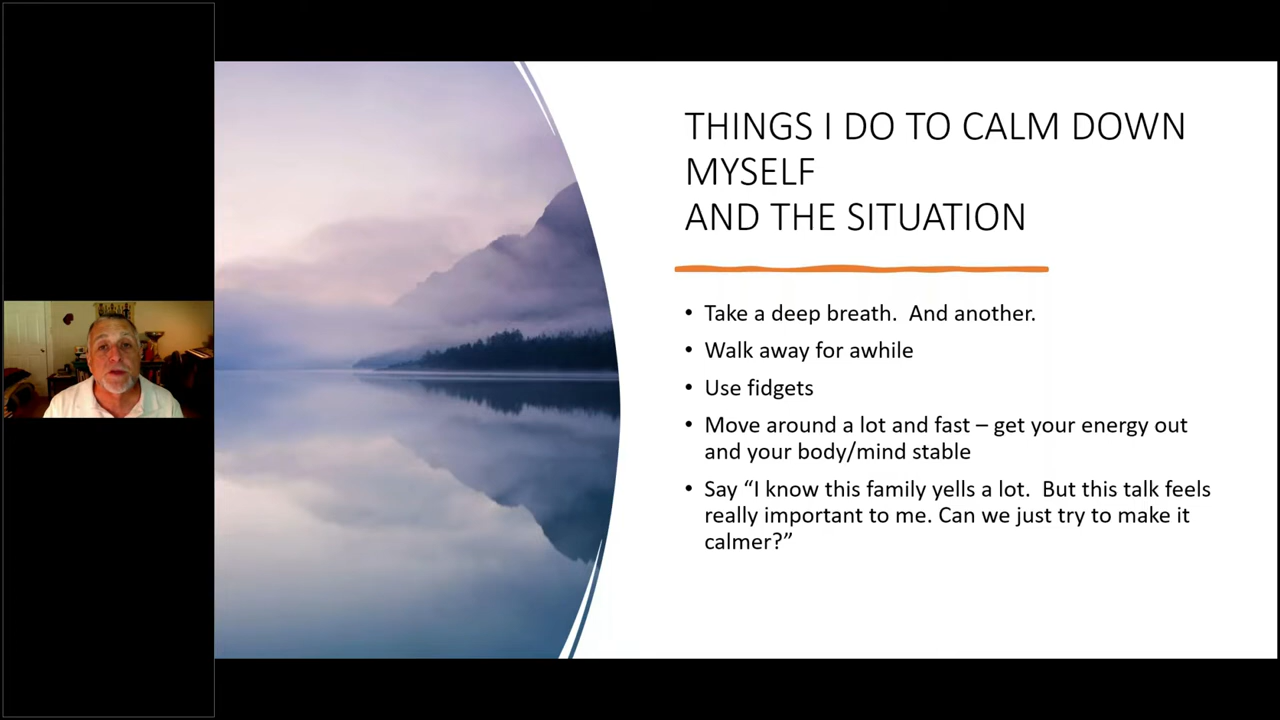 THINGS I DO TO CALM DOWN
MYSELF
AND THE SITUATION
• Take a deep breath.  And another.
• Walk away for awhile
• Use fidgets
• Move around a lot and fast – get your energy out
and your body/mind stable
• Say “I know this family yells a lot.  But this talk feels
really important to me. Can we just try to make it
calmer?”